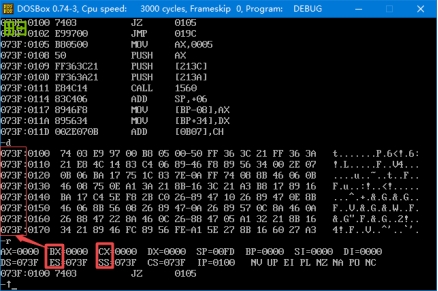 DOSBox 0.74-3, Cpu speed: 3000 cycles, Frameskip 0, Program: DEBUG
073F:0100 7403 JZ 0105
073F:0102 E99700 JMP 019C
073F:0105 B80500 MOV AX,0005
073F:0108 50 PUSH AX
073F:0109 FF363C21 PUSH [213C]
073F:010D FF363A21 PUSH [213A]
073F:0111 E84C14 CALL 1560
073F:0114 83C406 ADD SP,+06
073F:0117 8946F8 MOV [BP-08],AX
073F:011A 895634 MOV [BP+34],DX
073F:011D 002E070B ADD [0B07],CH
-d
073F:0100 74 03 E9 97 00 B8 05 00-50 FF 36 3C 21 FF 36 3A t.......P.6<!.6:
073F:0110 21 E8 4C 14 83 C4 06 89-46 F8 89 56 34 00 2E 07 !.L.....F..V4...
073F:0120 0B 06 BA 17 75 1C 83 7E-0A FF 74 08 8B 46 06 0B ....u..~..t..F..
073F:0130 46 08 75 0E A1 3A 21 8B-16 3C 21 A3 B8 17 89 16 F.u..:!..<!.....
073F:0140 BA 17 C4 5E F8 26 C0 26-89 47 10 26 89 47 0E 8B
073F:0150 46 06 8B 56 08 26 89 47-0A 26 89 57 0C 8A 46 0A F..V.&.G.&.W..F.
073F:0160 26 88 47 22 8A 46 0C 26-88 47 05 A1 32 21 8B 16
073F:0170 34 21 89 46 FC 89 56 FE-A1 5E 27 8B 16 60 27 A3 4!.F..V..^'..`'.
-r
AX=0000 BX=0000 CX=0000 DX=0000 SP=00FD BP=0000 SI=0000 DI=0000
DS=073F ES=073F SS=073F CS=073F IP=0100 NV UP EI PL NZ NA PO NC
073F:0100 7403 JZ 0105
-t